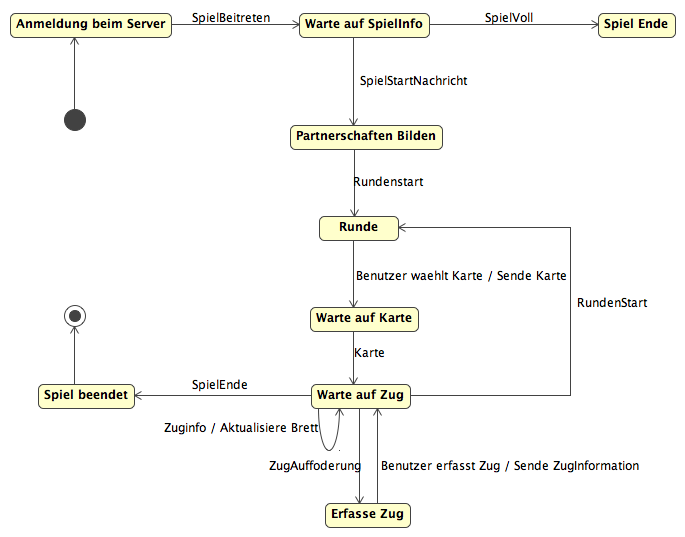 Anmeldung beim Server
SpielBeitreten
Warte auf SpielInfo
SpielVoll
Spiel Ende
SpielStartNachricht
Partnerschaften Bilden
Rundenstart
Runde
Benutzer waehlt Karte / Sende Karte
RundenStart
Warte auf Karte
Karte
Spiel beendet
SpielEnde
Warte auf Zug
Zuginfo / Aktualisiere Brett
ZugAuffoderung
Benutzer erfasst Zug / Sende ZugInformation
Erfasse Zug